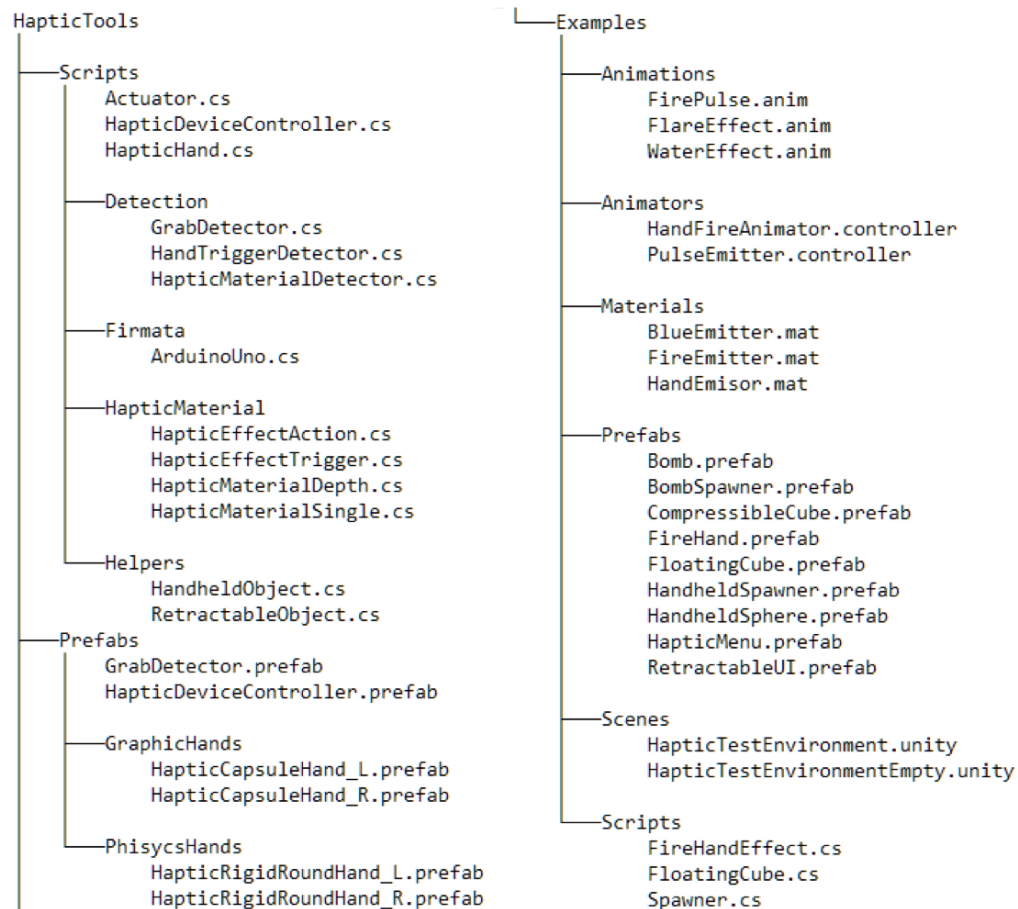 HapticTools
Scripts
Actuator.cs
HapticDeviceController.cs
HapticHand.cs
Detection
GrabDetector.cs
HandTriggerDetector.cs
HapticMaterialDetector.cs
Firmata
ArduinoUno.cs
HapticMaterial
HapticEffectAction.cs
HapticEffectTrigger.cs
HapticMaterialDepth.cs
HapticMaterialSingle.cs
Helpers
HandheldObject.cs
RetractableObject.cs
Prefabs
GrabDetector.prefab
HapticDeviceController.prefab
GraphicHands
HapticCapsuleHand_L.prefab
HapticCapsuleHand_R.prefab
PhisycsHands
HapticRigidRoundHand_L.prefab
HapticRigidRoundHand_R.prefab
Examples
Animations
FirePulse.anim
FlareEffect.anim
WaterEffect.anim
Animators
HandFireAnimator.controller
PulseEmitter.controller
Materials
BlueEmitter.mat
FireEmitter.mat
HandEmisor.mat
Prefabs
Bomb.prefab
BombSpawner.prefab
CompressibleCube.prefab
FireHand.prefab
FloatingCube.prefab
HandheldSpawner.prefab
HandheldSphere.prefab
HapticMenu.prefab
RetractableUI.prefab
Scenes
HapticTestEnvironment.unity
HapticTestEnvironmentEmpty.unity
Scripts
FireHandEffect.cs
FloatingCube.cs
Spawner.cs